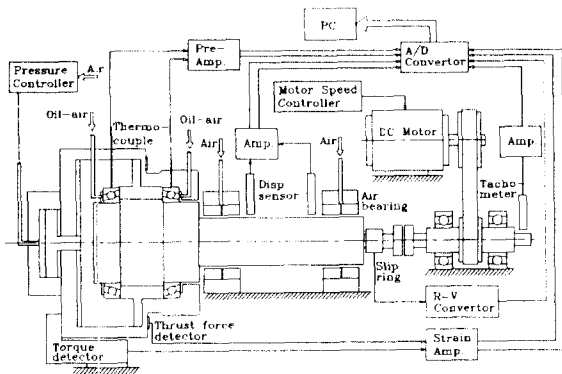 PC
Pre-
Amp.
A/D
Convertor
Pressure
Controller
Air
Motor Speed
Controller
Oil-air
Thermo-
couple
Oil-air
Air
Amp.
Air
DC Motor
Amp.
Disp
sensor
Air
bearing
Tacho-
meter
Slip
ring
R-V
Convertor
Thrust force
detector
Torque
detector
Strain
Amp.